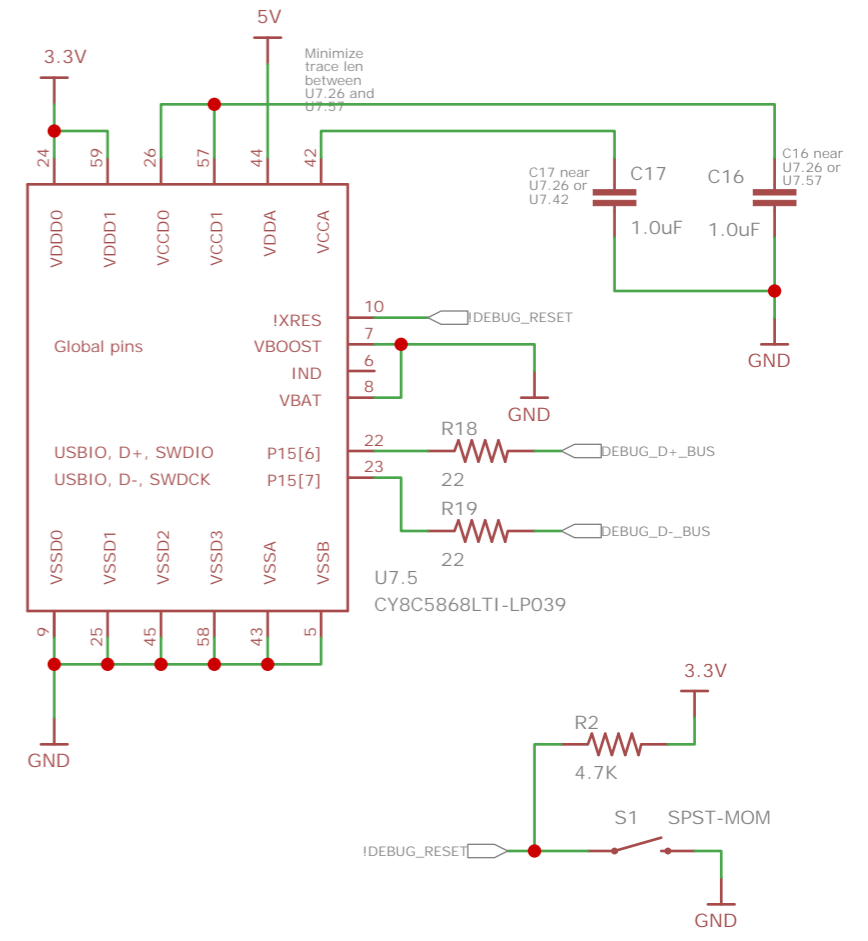 5V
3.3V
Minimize
trace len
between
U7.26 and
U7.57
24
59
26
57
44
42
VDDD0
VDDD1
VCCD0
VCCD1
VDDA
VCCA
C17 near
U7.26 or
U7.42
C17
1.0uF
C16
1.0uF
C16 near
U7.26 or
U7.57
GND
Global pins
!XRES
10
!DEBUG_RESET
VBOOST
7
IND
6
VBAT
8
GND
USBIO, D+, SWDIO
P15[6]
22
R18
22
DEBUG_D+_BUS
USBIO, D-, SWDCK
P15[7]
23
R19
22
DEBUG_D-_BUS
VSSD0
VSSD1
VSSD2
VSSD3
VSSA
VSSB
U7.5
CY8C5868LTI-LP039
9
25
45
58
43
5
GND
3.3V
R2
4.7K
S1
SPST-MOM
!DEBUG_RESET
GND